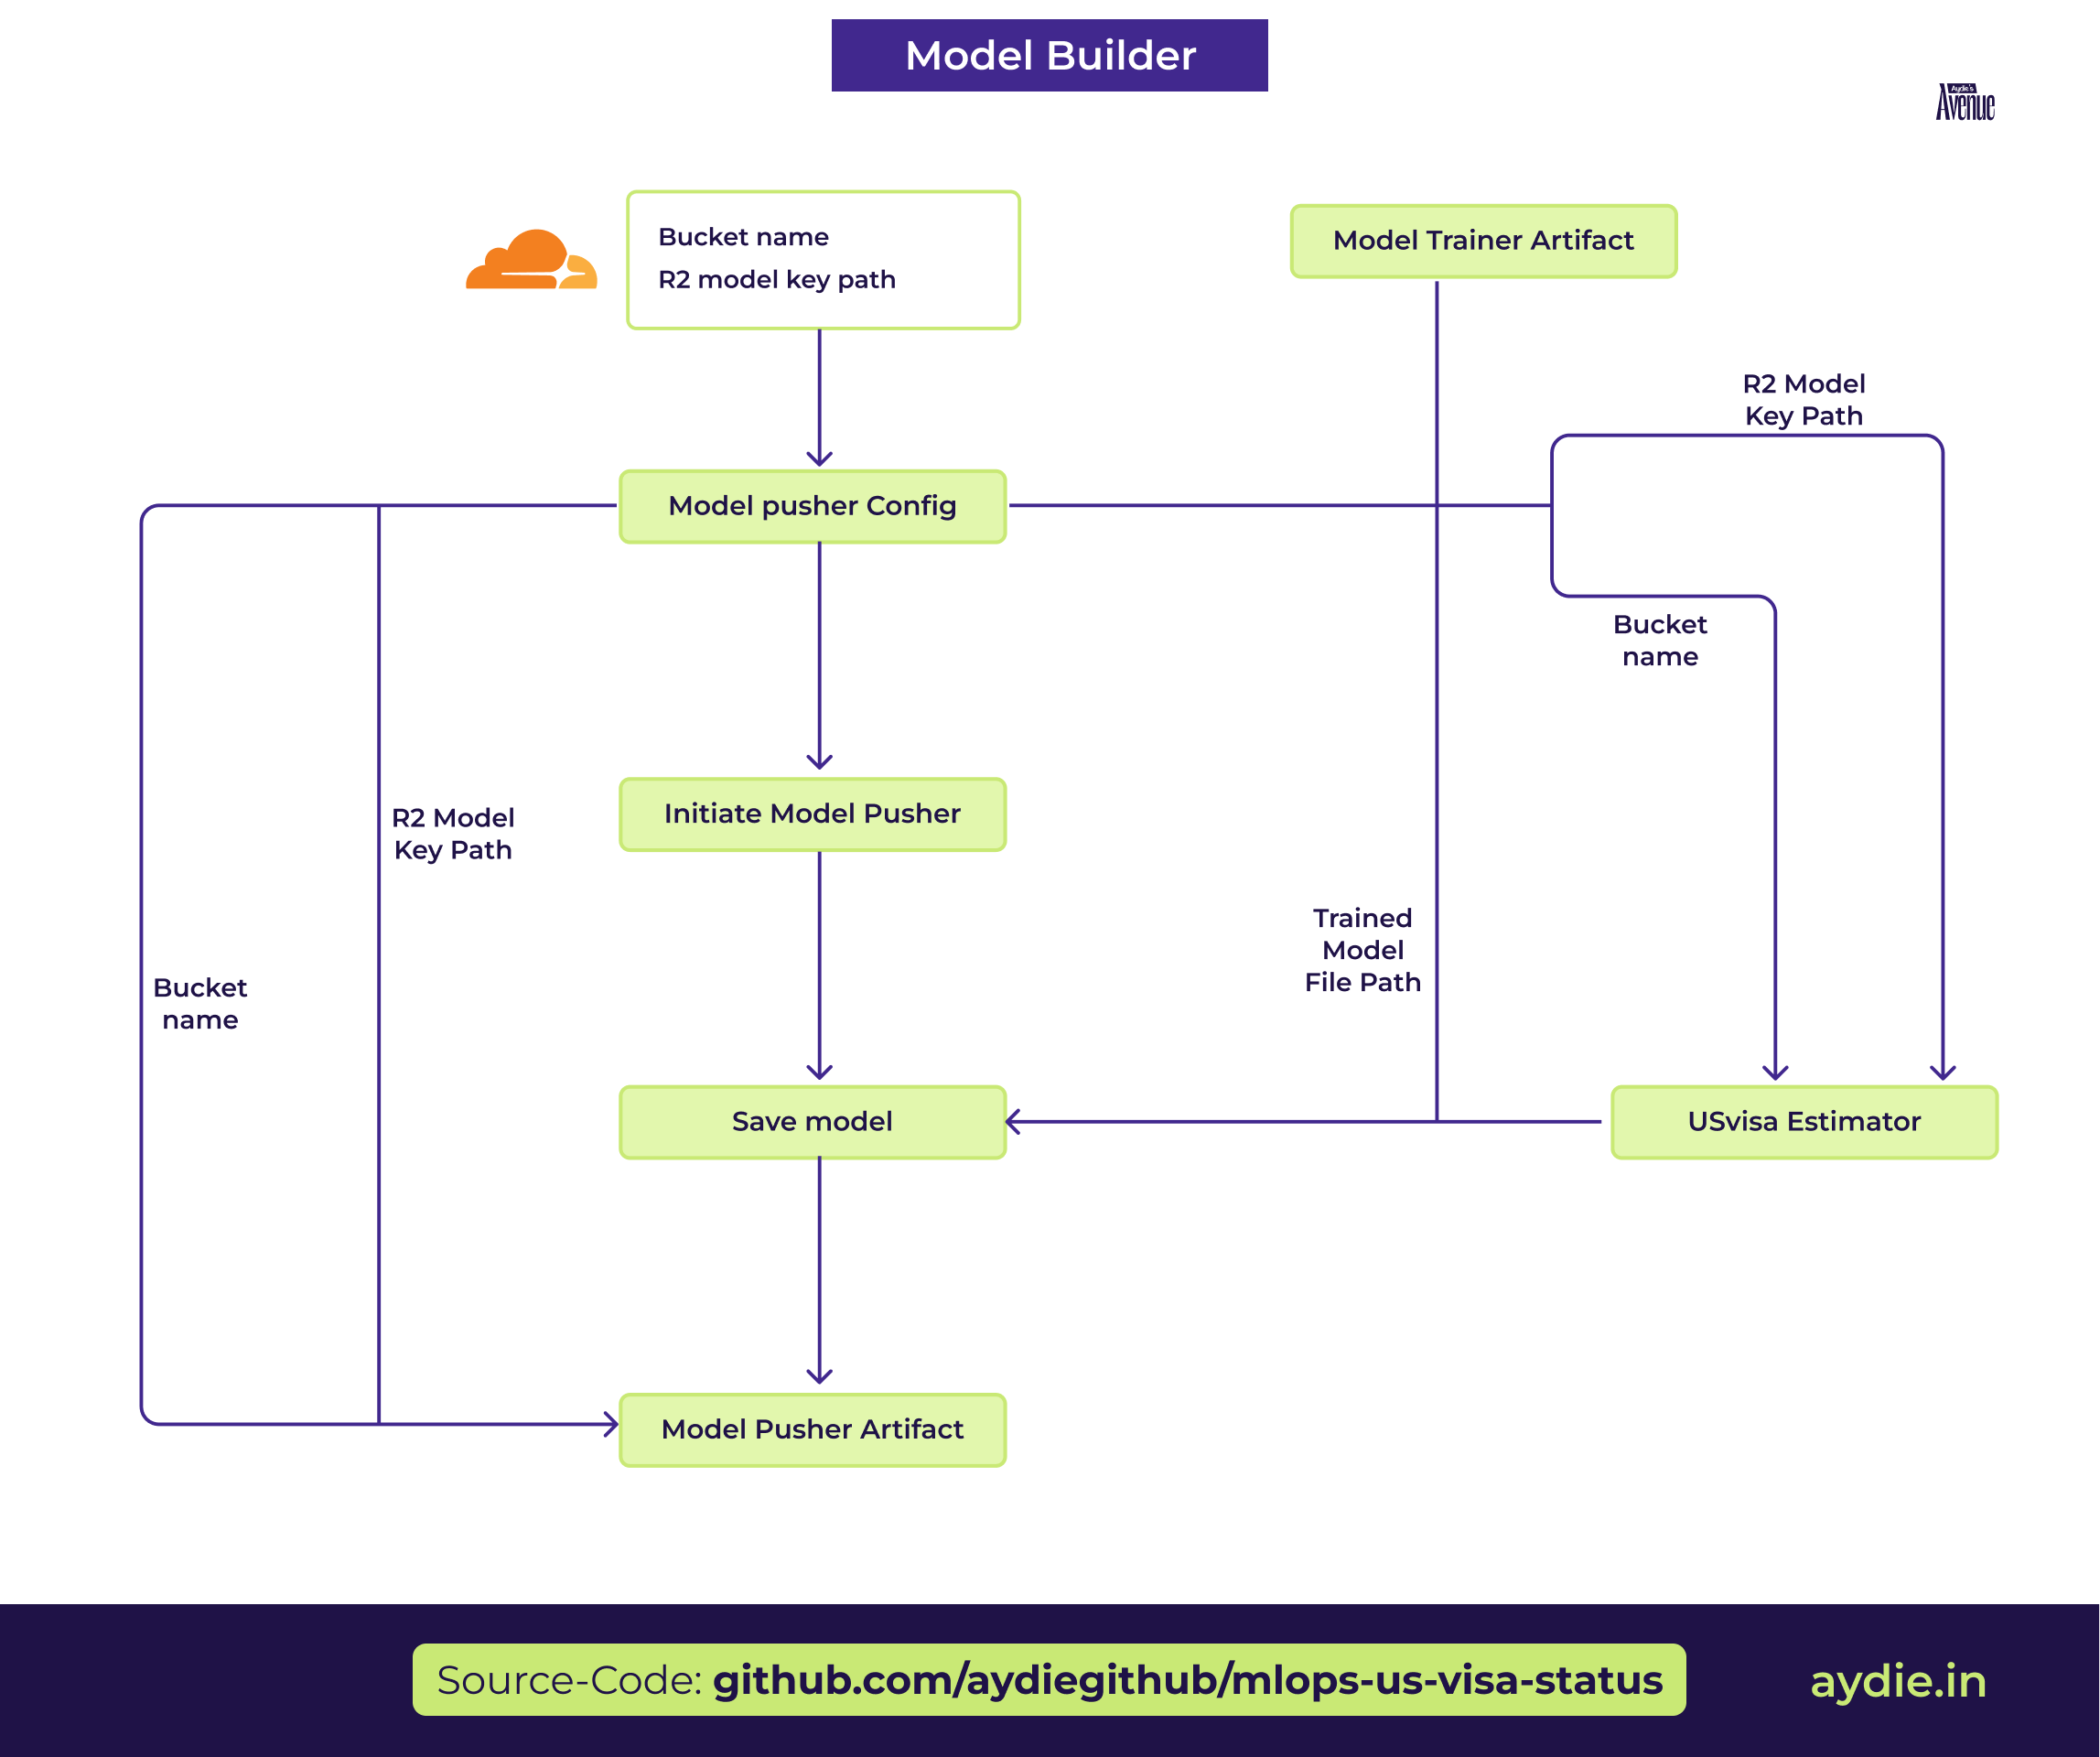 Model Builder
Aydie's
Avenue
Bucket name
R2 model key path
Model Trainer Artifact
R2 Model
Key Path
Model pusher Config
Bucket
name
Initiate Model Pusher
R2 Model
Key Path
Trained
Model
File Path
Bucket
name
Save model
USvisa Estimator
Model Pusher Artifact
Source-Code: github.com/aydiegithub/mlops-us-visa-status
aydie.in